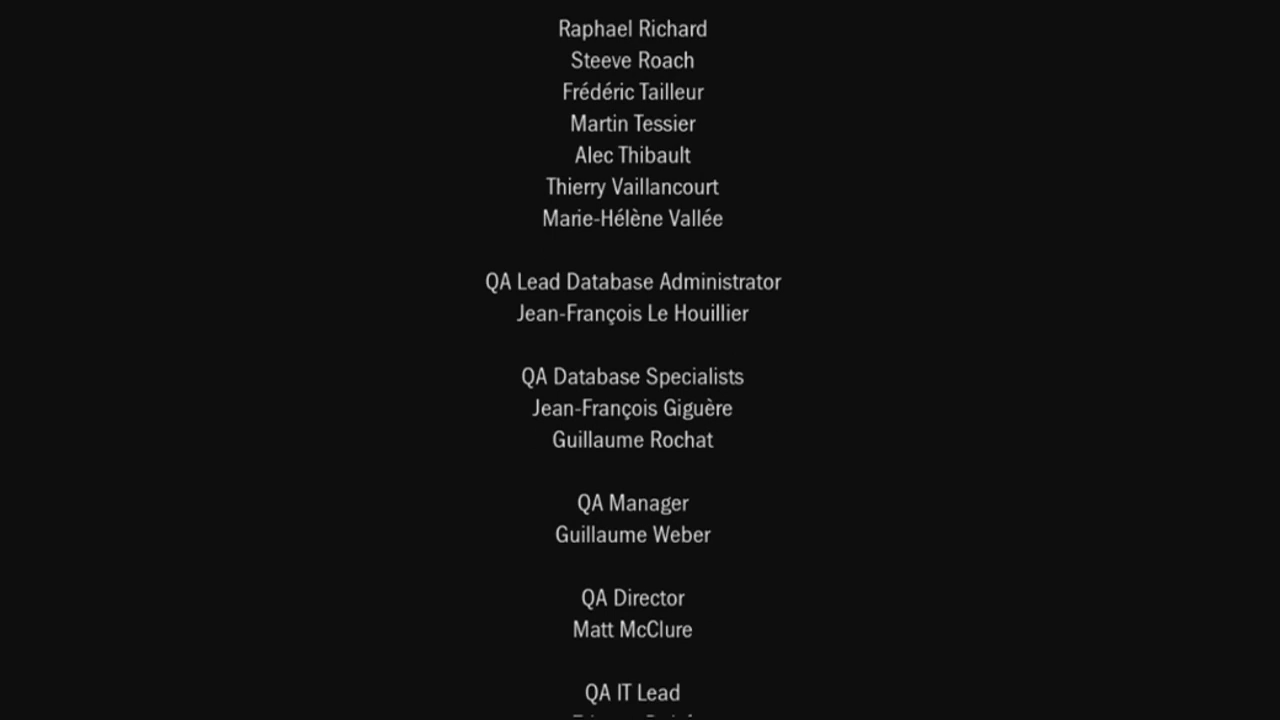 Raphael Richard
Steeve Roach
Frédéric Tailleur
Martin Tessier
Alec Thibault
Thierry Vaillancourt
Marie-Hélène Vallée
QA Lead Database Administrator
Jean-François Le Houillier
QA Database Specialists
Jean-François Giguère
Guillaume Rochat
QA Manager
Guillaume Weber
QA Director
Matt McClure
QA IT Lead